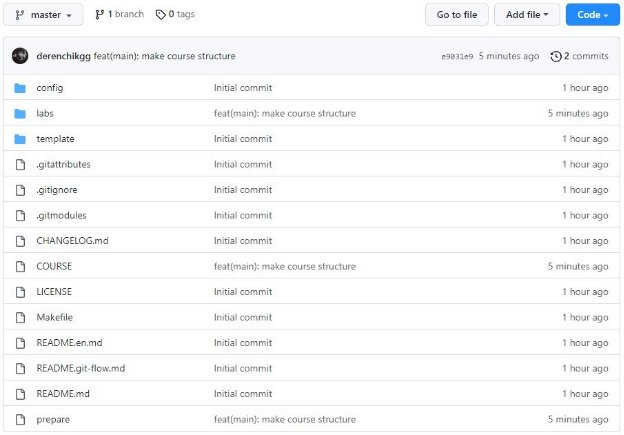 master 1 branch 0 tags Go to file Add file Code
derenchikgg feat(main): make course structure e9031e9 5 minutes ago 2 commits
config Initial commit 1 hour ago
labs feat(main): make course structure 5 minutes ago
template Initial commit 1 hour ago
.gitattributes Initial commit 1 hour ago
.gitignore Initial commit 1 hour ago
.gitmodules Initial commit 1 hour ago
CHANGELOG.md Initial commit 1 hour ago
COURSE feat(main): make course structure 5 minutes ago
LICENSE Initial commit 1 hour ago
Makefile Initial commit 1 hour ago
README.en.md Initial commit 1 hour ago
README.git-flow.md Initial commit 1 hour ago
README.md Initial commit 1 hour ago
prepare feat(main): make course structure 5 minutes ago